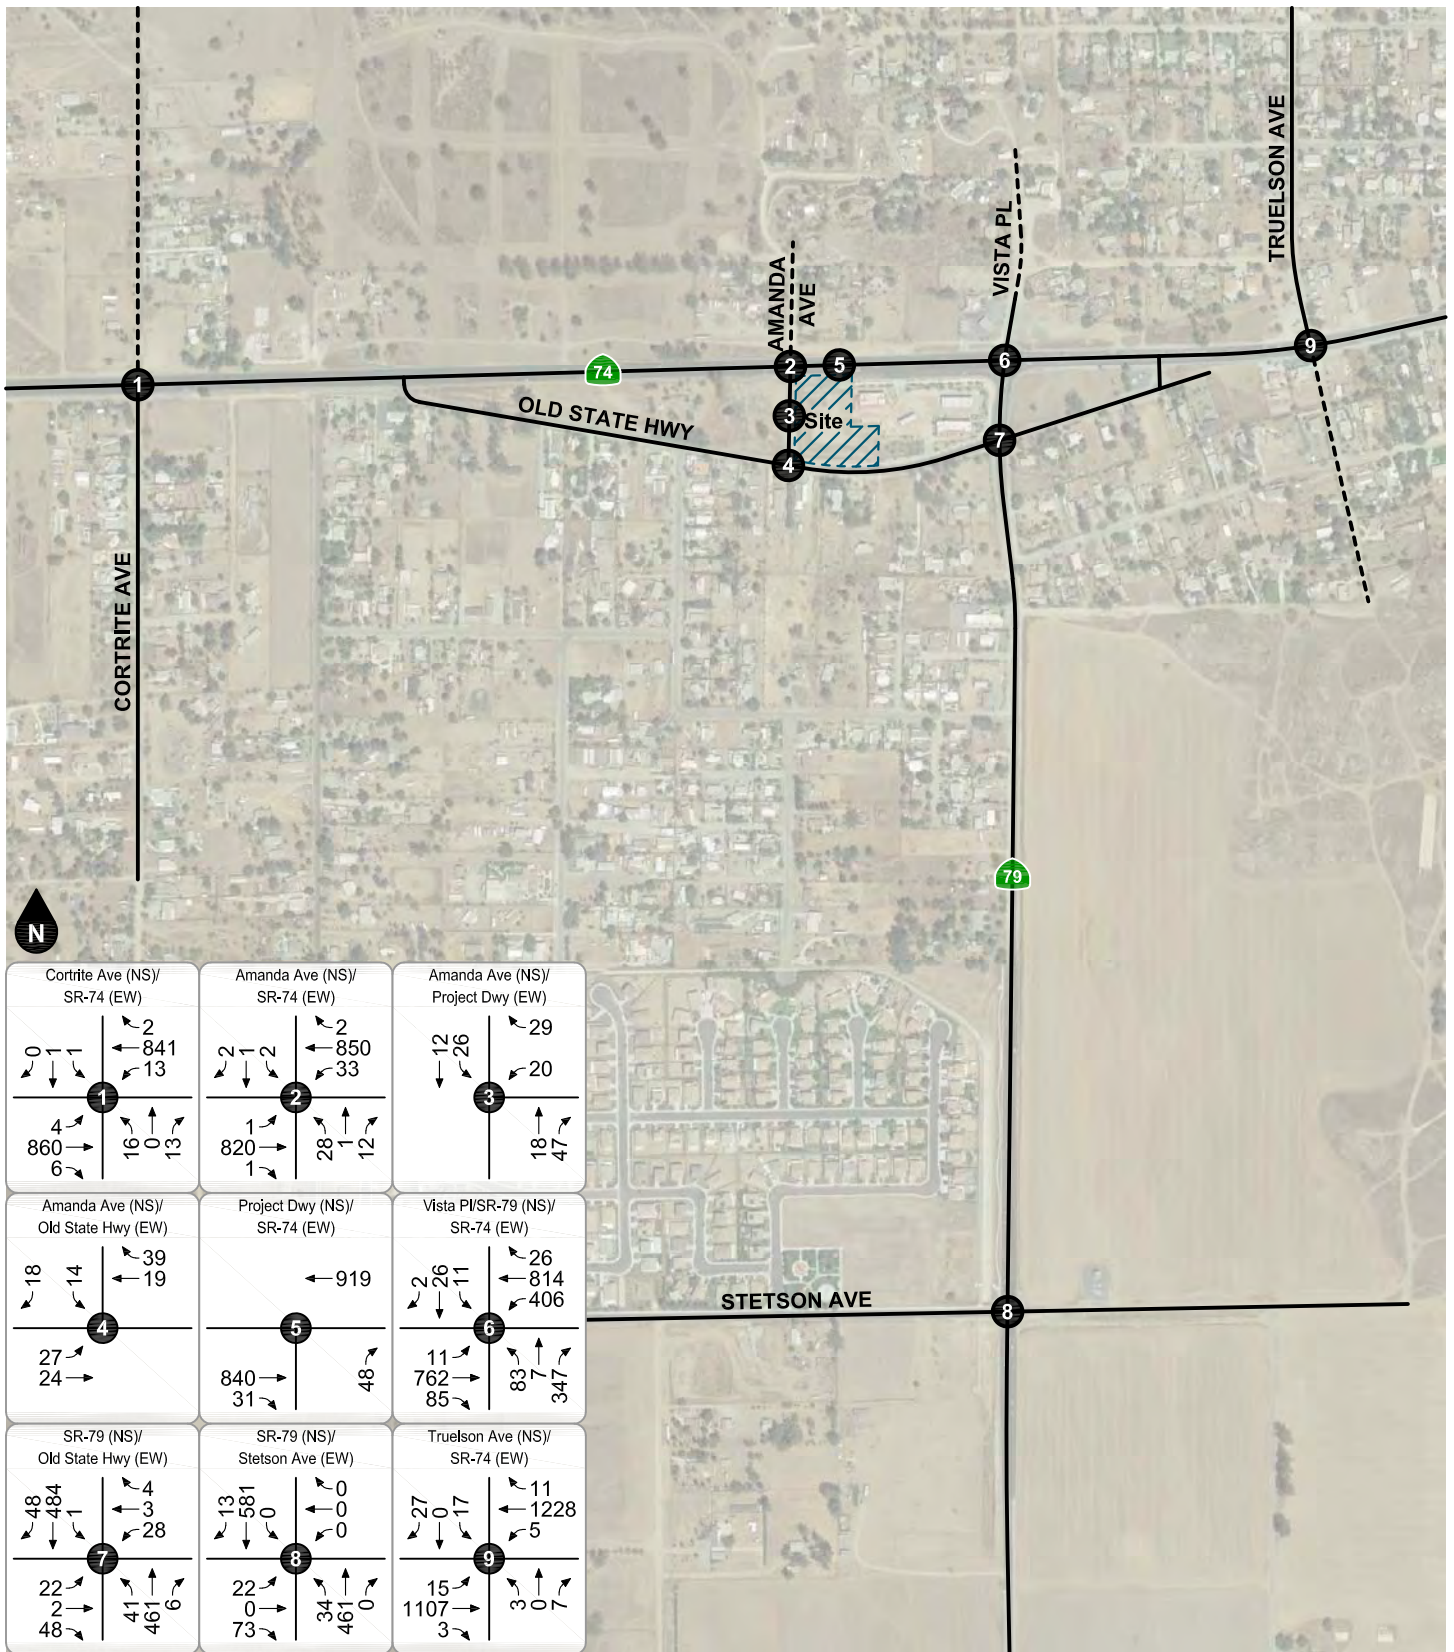 TRUELSON AVE
VISTA PL
AMANDA
AVE
74
1
2
5
6
9
3
Site
4
7
OLD STATE HWY
CORTRITE AVE
79
N
STETSON AVE
8
Cortrite Ave (NS)/
SR-74 (EW)
0 1 1
2
841
13
1
4
860
6
16 0 13
Amanda Ave (NS)/
SR-74 (EW)
2 1 2
2
850
33
2
1
820
1
28 1 12
Amanda Ave (NS)/
Project Dwy (EW)
12 26
29
20
3
18 47
Amanda Ave (NS)/
Old State Hwy (EW)
18 14
39
19
4
27
24
Project Dwy (NS)/
SR-74 (EW)
919
5
840
31
48
Vista Pl/SR-79 (NS)/
SR-74 (EW)
2 26 11
26
814
406
6
11
762
85
83 7 347
SR-79 (NS)/
Old State Hwy (EW)
48 484 1
4
3
28
7
22
2
48
41 461 6
SR-79 (NS)/
Stetson Ave (EW)
13 581 0
0
0
0
8
22
0
73
34 461 0
Truelson Ave (NS)/
SR-74 (EW)
27 0 17
11
1228
5
9
15
1107
3
3 0 7